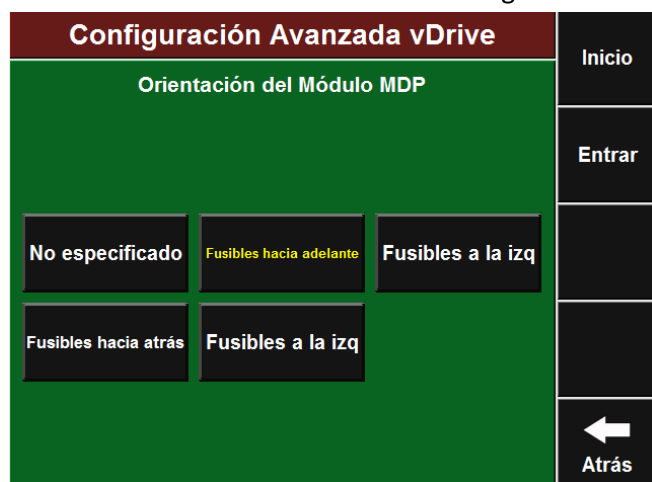 Configuración Avanzada vDrive
Inicio
Orientación del Módulo MDP
Entrar
No especificado
Fusibles hacia adelante
Fusibles a la izq
Fusibles hacia atrás
Fusibles a la izq
Atrás